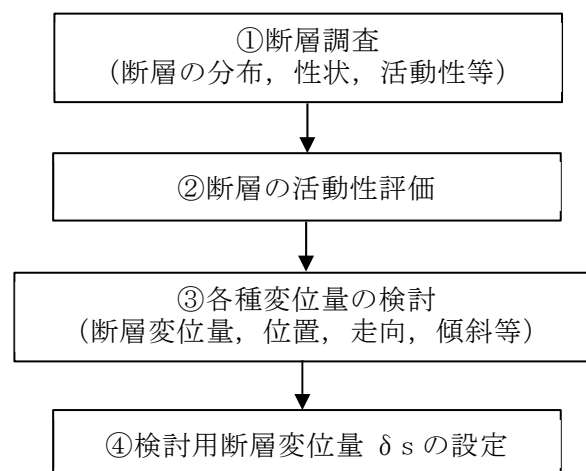 ①断層調査
（断層の分布，性状，活動性等）
②断層の活動性評価
③各種変位量の検討
（断層変位量，位置，走向，傾斜等）
④検討用断層変位量 δｓの設定